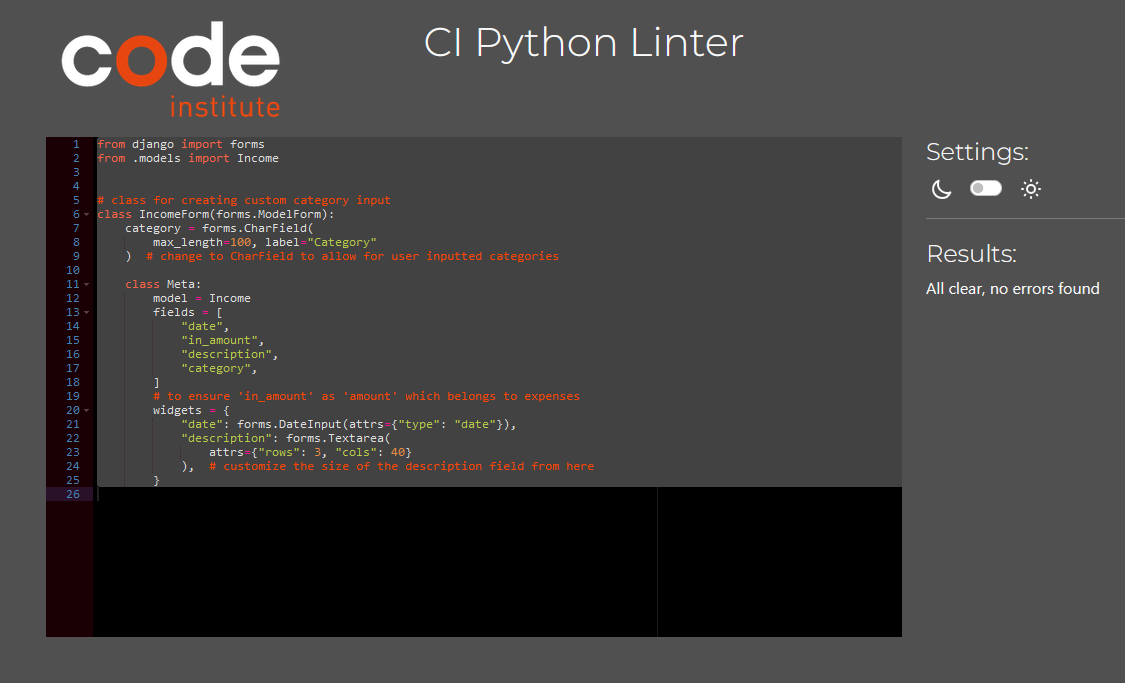 code
institute
CI Python Linter
1 from django import forms
2 from .models import Income
3
4
5 # class for creating custom category input
6 class IncomeForm(forms.ModelForm):
7     category = forms.CharField(
8         max_length=100, label="Category"
9     )  # change to CharField to allow for user inputted categories
10
11     class Meta:
12         model = Income
13         fields = [
14             "date",
15             "in_amount",
16             "description",
17             "category",
18         ]
19         # to ensure 'in_amount' as 'amount' which belongs to expenses
20         widgets = {
21             "date": forms.DateInput(attrs={"type": "date"}),
22             "description": forms.Textarea(
23                 attrs={"rows": 3, "cols": 40}
24             ),  # customize the size of the description field from here
25         }
26
Settings:
Results:
All clear, no errors found